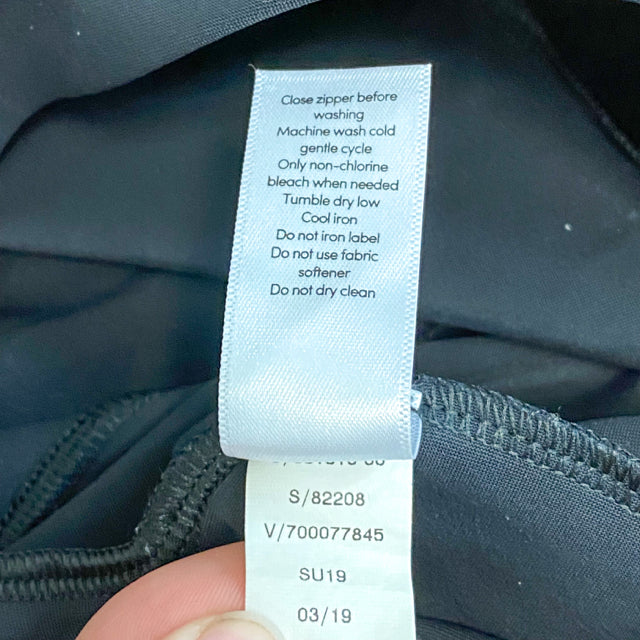 Close zipper before
washing
Machine wash cold
gentle cycle
Only non-chlorine
bleach when needed
Tumble dry low
Cool iron
Do not iron label
Do not use fabric
softener
Do not dry clean
S/82208
V/700077845
SU19
03/19